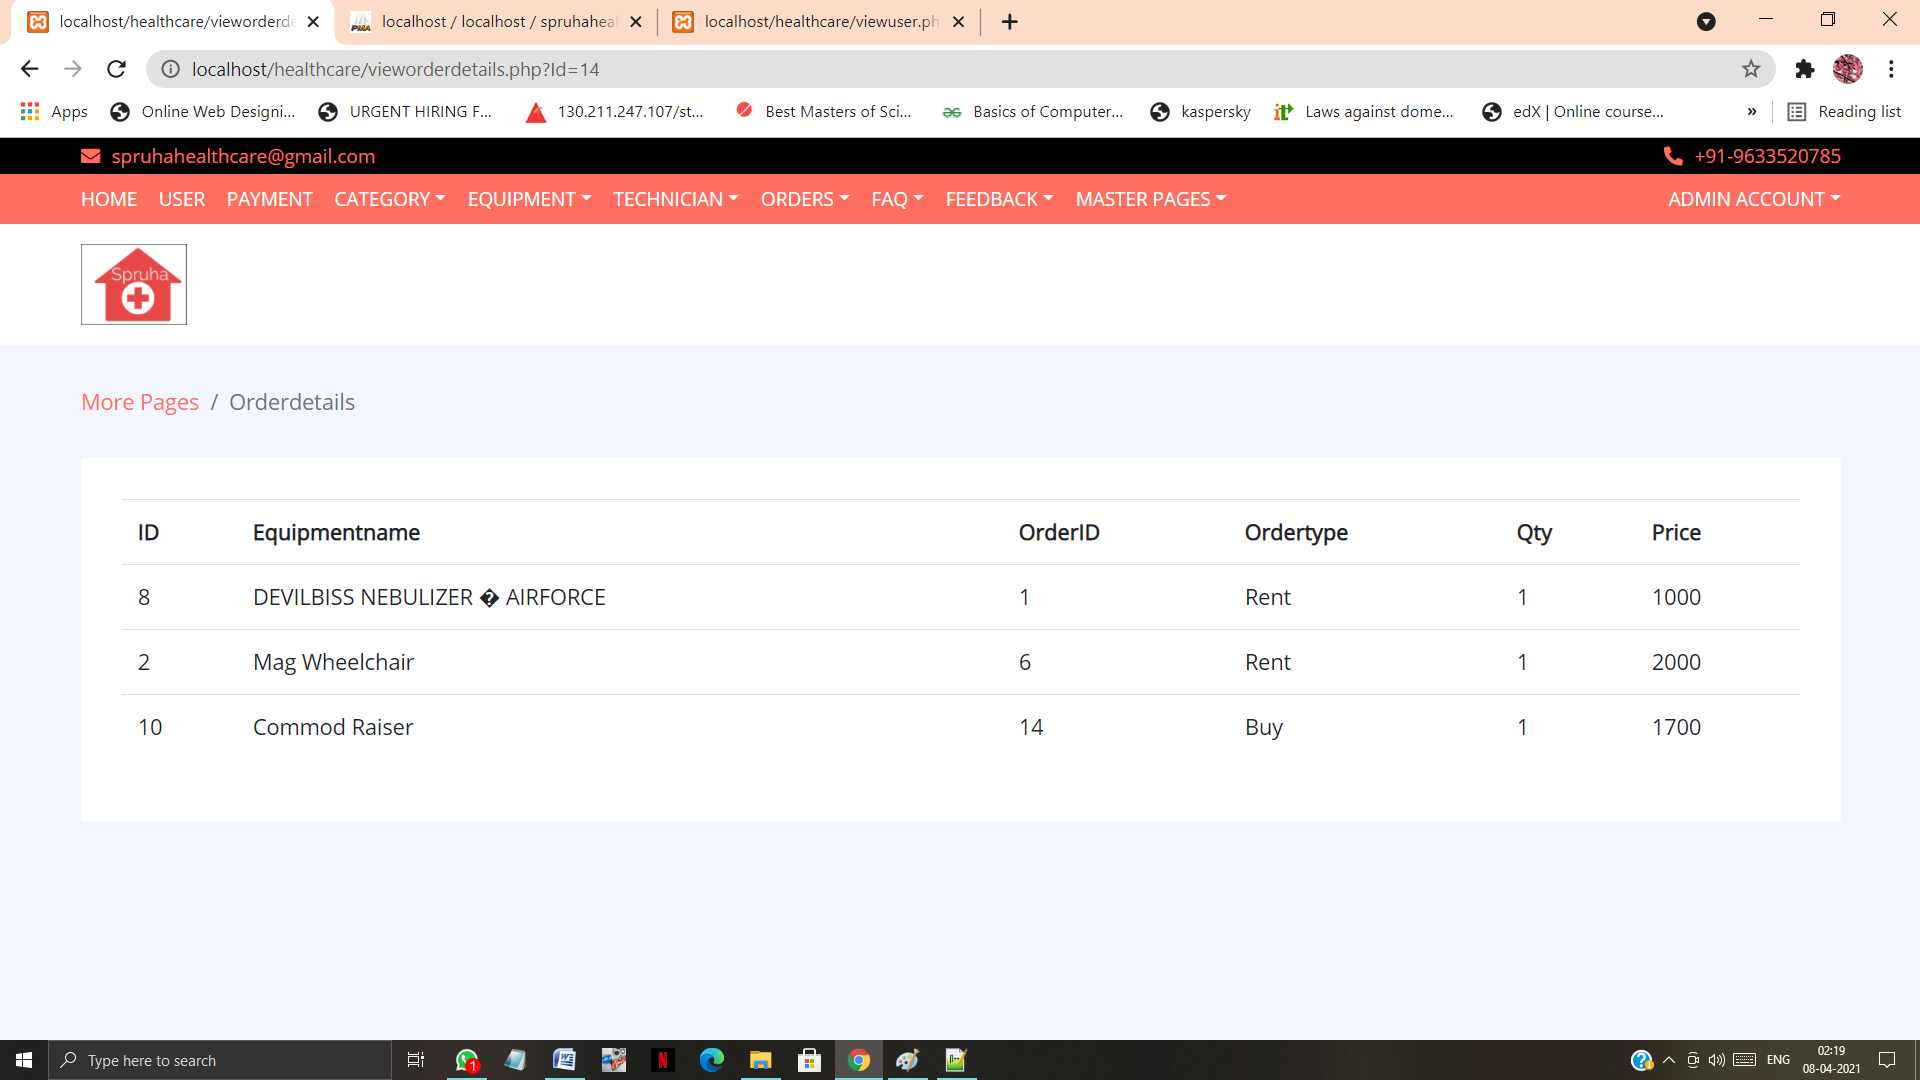 localhost/healthcare/vieworderde
localhost / localhost / spruhaheal
localhost/healthcare/viewuser.ph
localhost/healthcare/vieworderdetails.php?Id=14
Apps Online Web Designi... URGENT HIRING F... 130.211.247.107/st... Best Masters of Sci... Basics of Computer... kaspersky Laws against dome... edX | Online course... » Reading list
spruhahealthcare@gmail.com +91-9633520785
HOME USER PAYMENT CATEGORY EQUIPMENT TECHNICIAN ORDERS FAQ FEEDBACK MASTER PAGES ADMIN ACCOUNT
Spruha
More Pages / Orderdetails
ID Equipmentname OrderID Ordertype Qty Price
8 DEVILBISS NEBULIZER � AIRFORCE 1 Rent 1 1000
2 Mag Wheelchair 6 Rent 1 2000
10 Commod Raiser 14 Buy 1 1700
Type here to search
1
ENG
02:19
08-04-2021